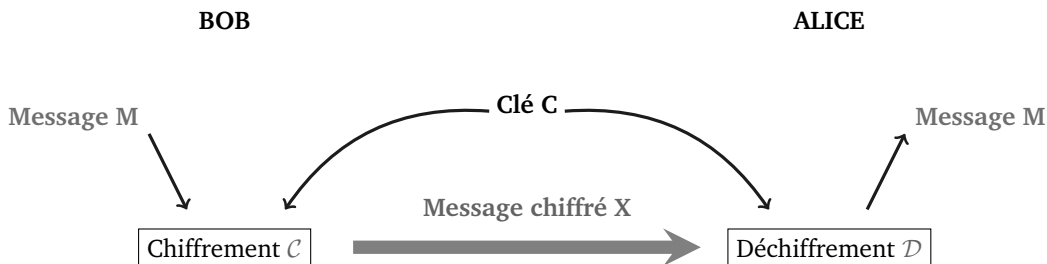 BOB
ALICE
Clé C
Message M
Message M
Message chiffré X
Chiffrement 𝒞
Déchiffrement 𝒟